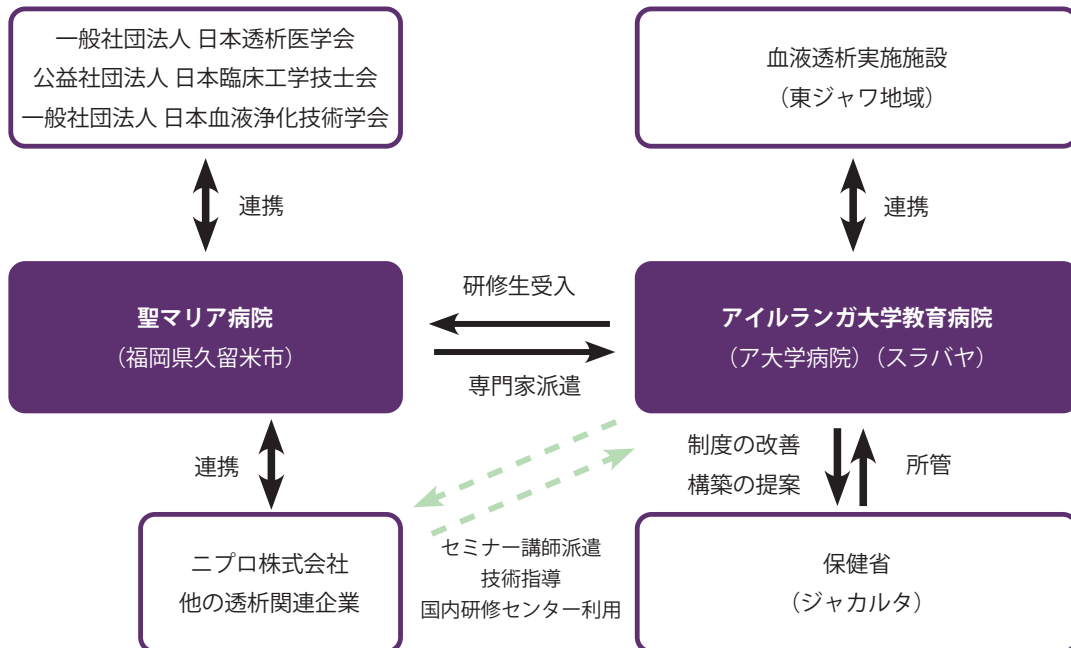 一般社団法人 日本透析医学会
公益社団法人 日本臨床工学技士会
一般社団法人 日本血液浄化技術学会
血液透析実施施設
（東ジャワ地域）
連携
連携
聖マリア病院
（福岡県久留米市）
研修生受入
専門家派遣
アイルランガ大学教育病院
（ア大学病院）（スラバヤ）
連携
制度の改善
構築の提案
所管
ニプロ株式会社
他の透析関連企業
セミナー講師派遣
技術指導
国内研修センター利用
保健省
（ジャカルタ）